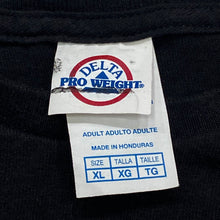 DELTA
PRO WEIGHT®
ADULT ADULTO ADULTE
MADE IN HONDURAS
SIZE TALLA TAILLE
XL XG TG